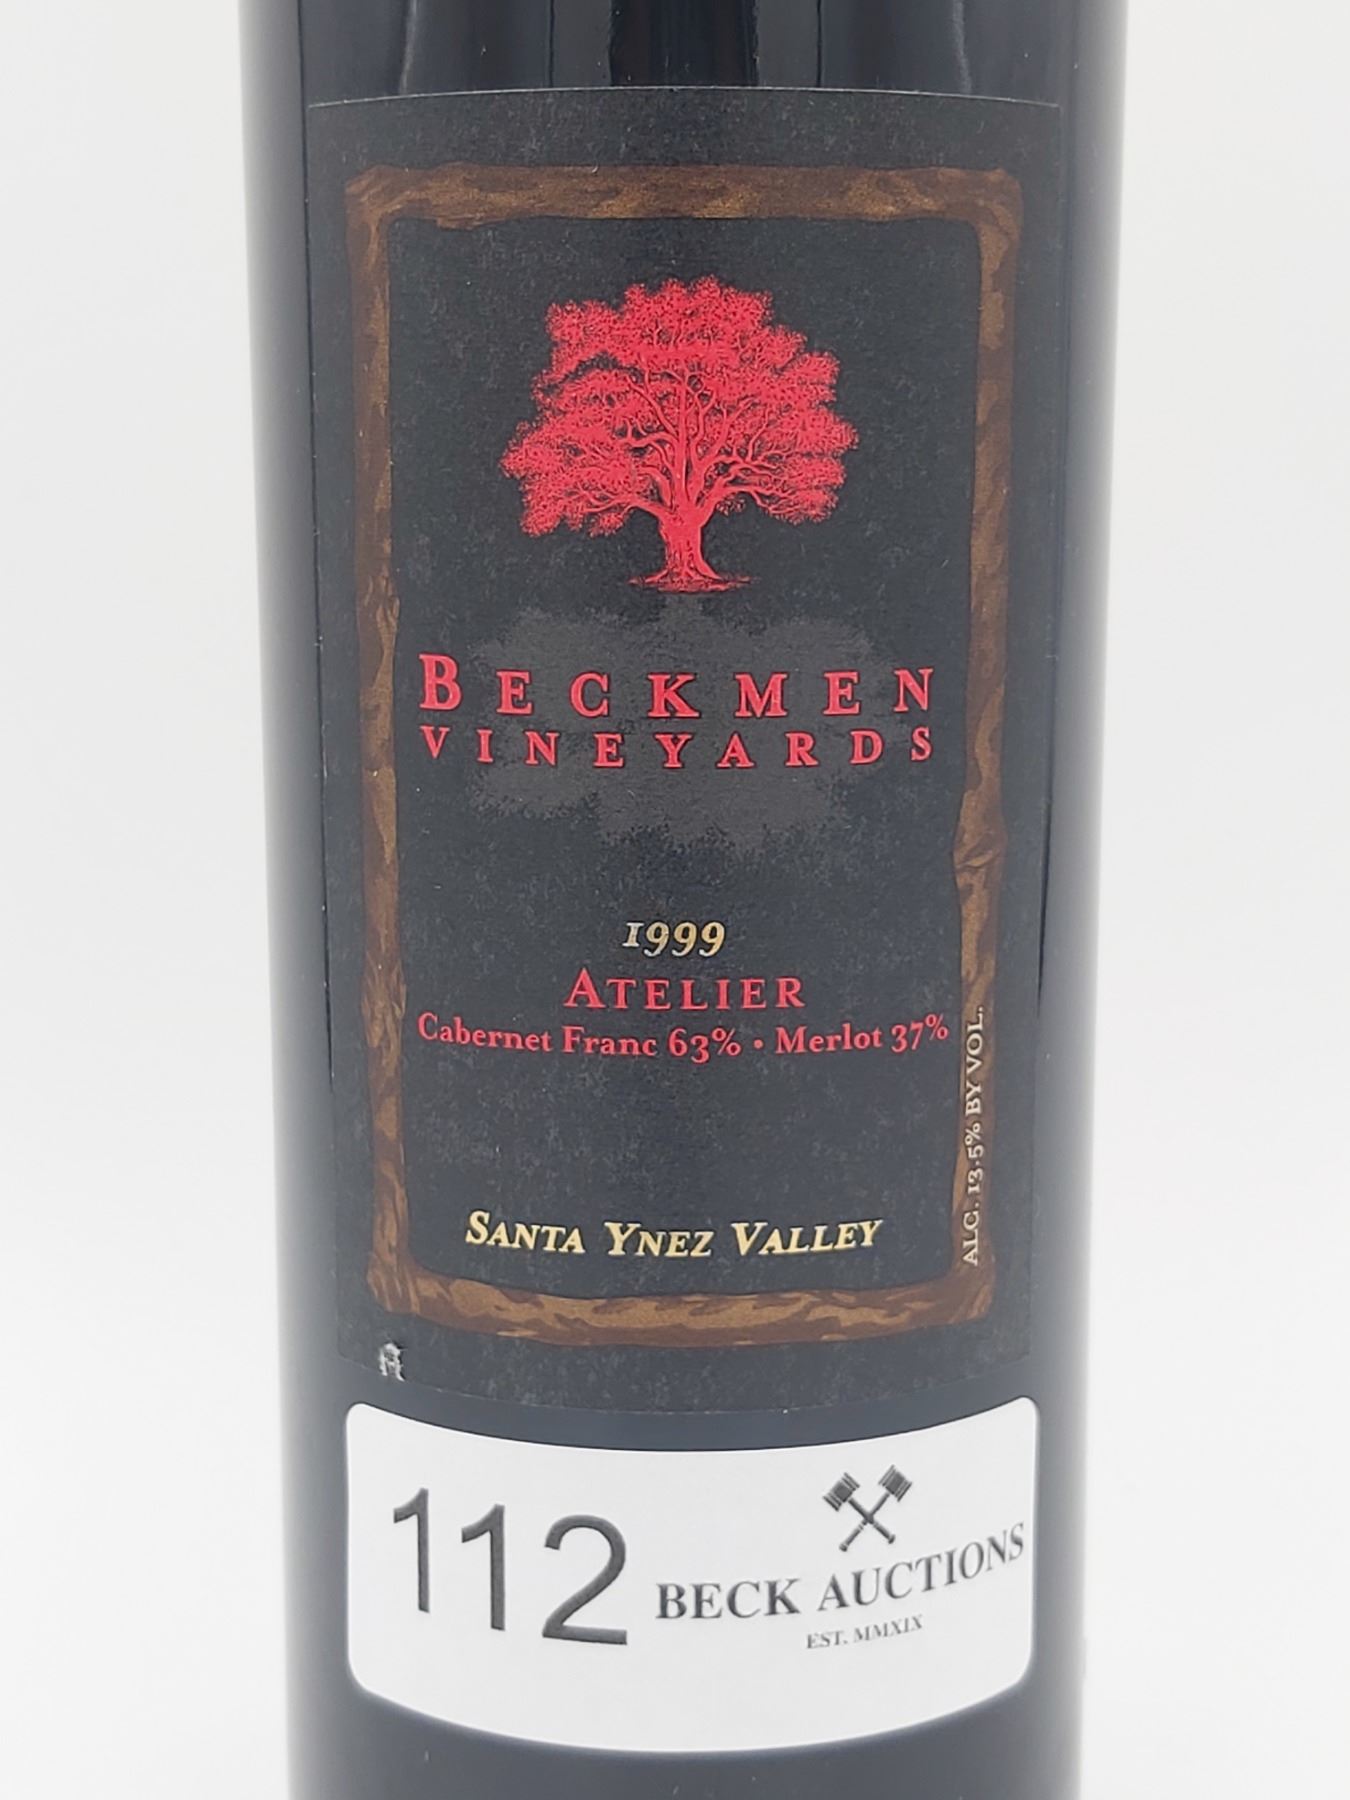 BECKMEN
VINEYARDS
1999
ATELIER
Cabernet Franc 63% • Merlot 37%
ALC. 13.5% BY VOL.
SANTA YNEZ VALLEY
112
BECK AUCTIONS
EST. MMXIX